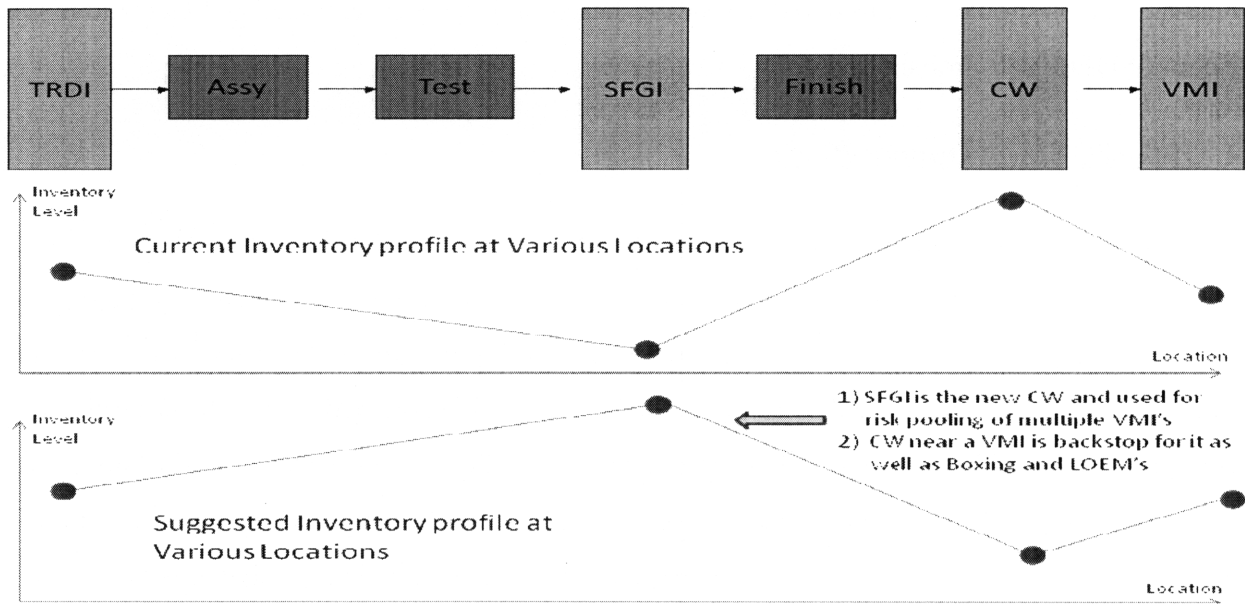 TRDI
Assy
Test
SFGI
Finish
CW
VMI
Inventory
Level
Current Inventory profile at Various Locations
Location
Inventory
Level
1) SFGI is the new CW and used for
risk pooling of multiple VMI's
2) CW near a VMI is backstop for it as
well as Boxing and LOEM's
Suggested Inventory profile at
Various Locations
Location